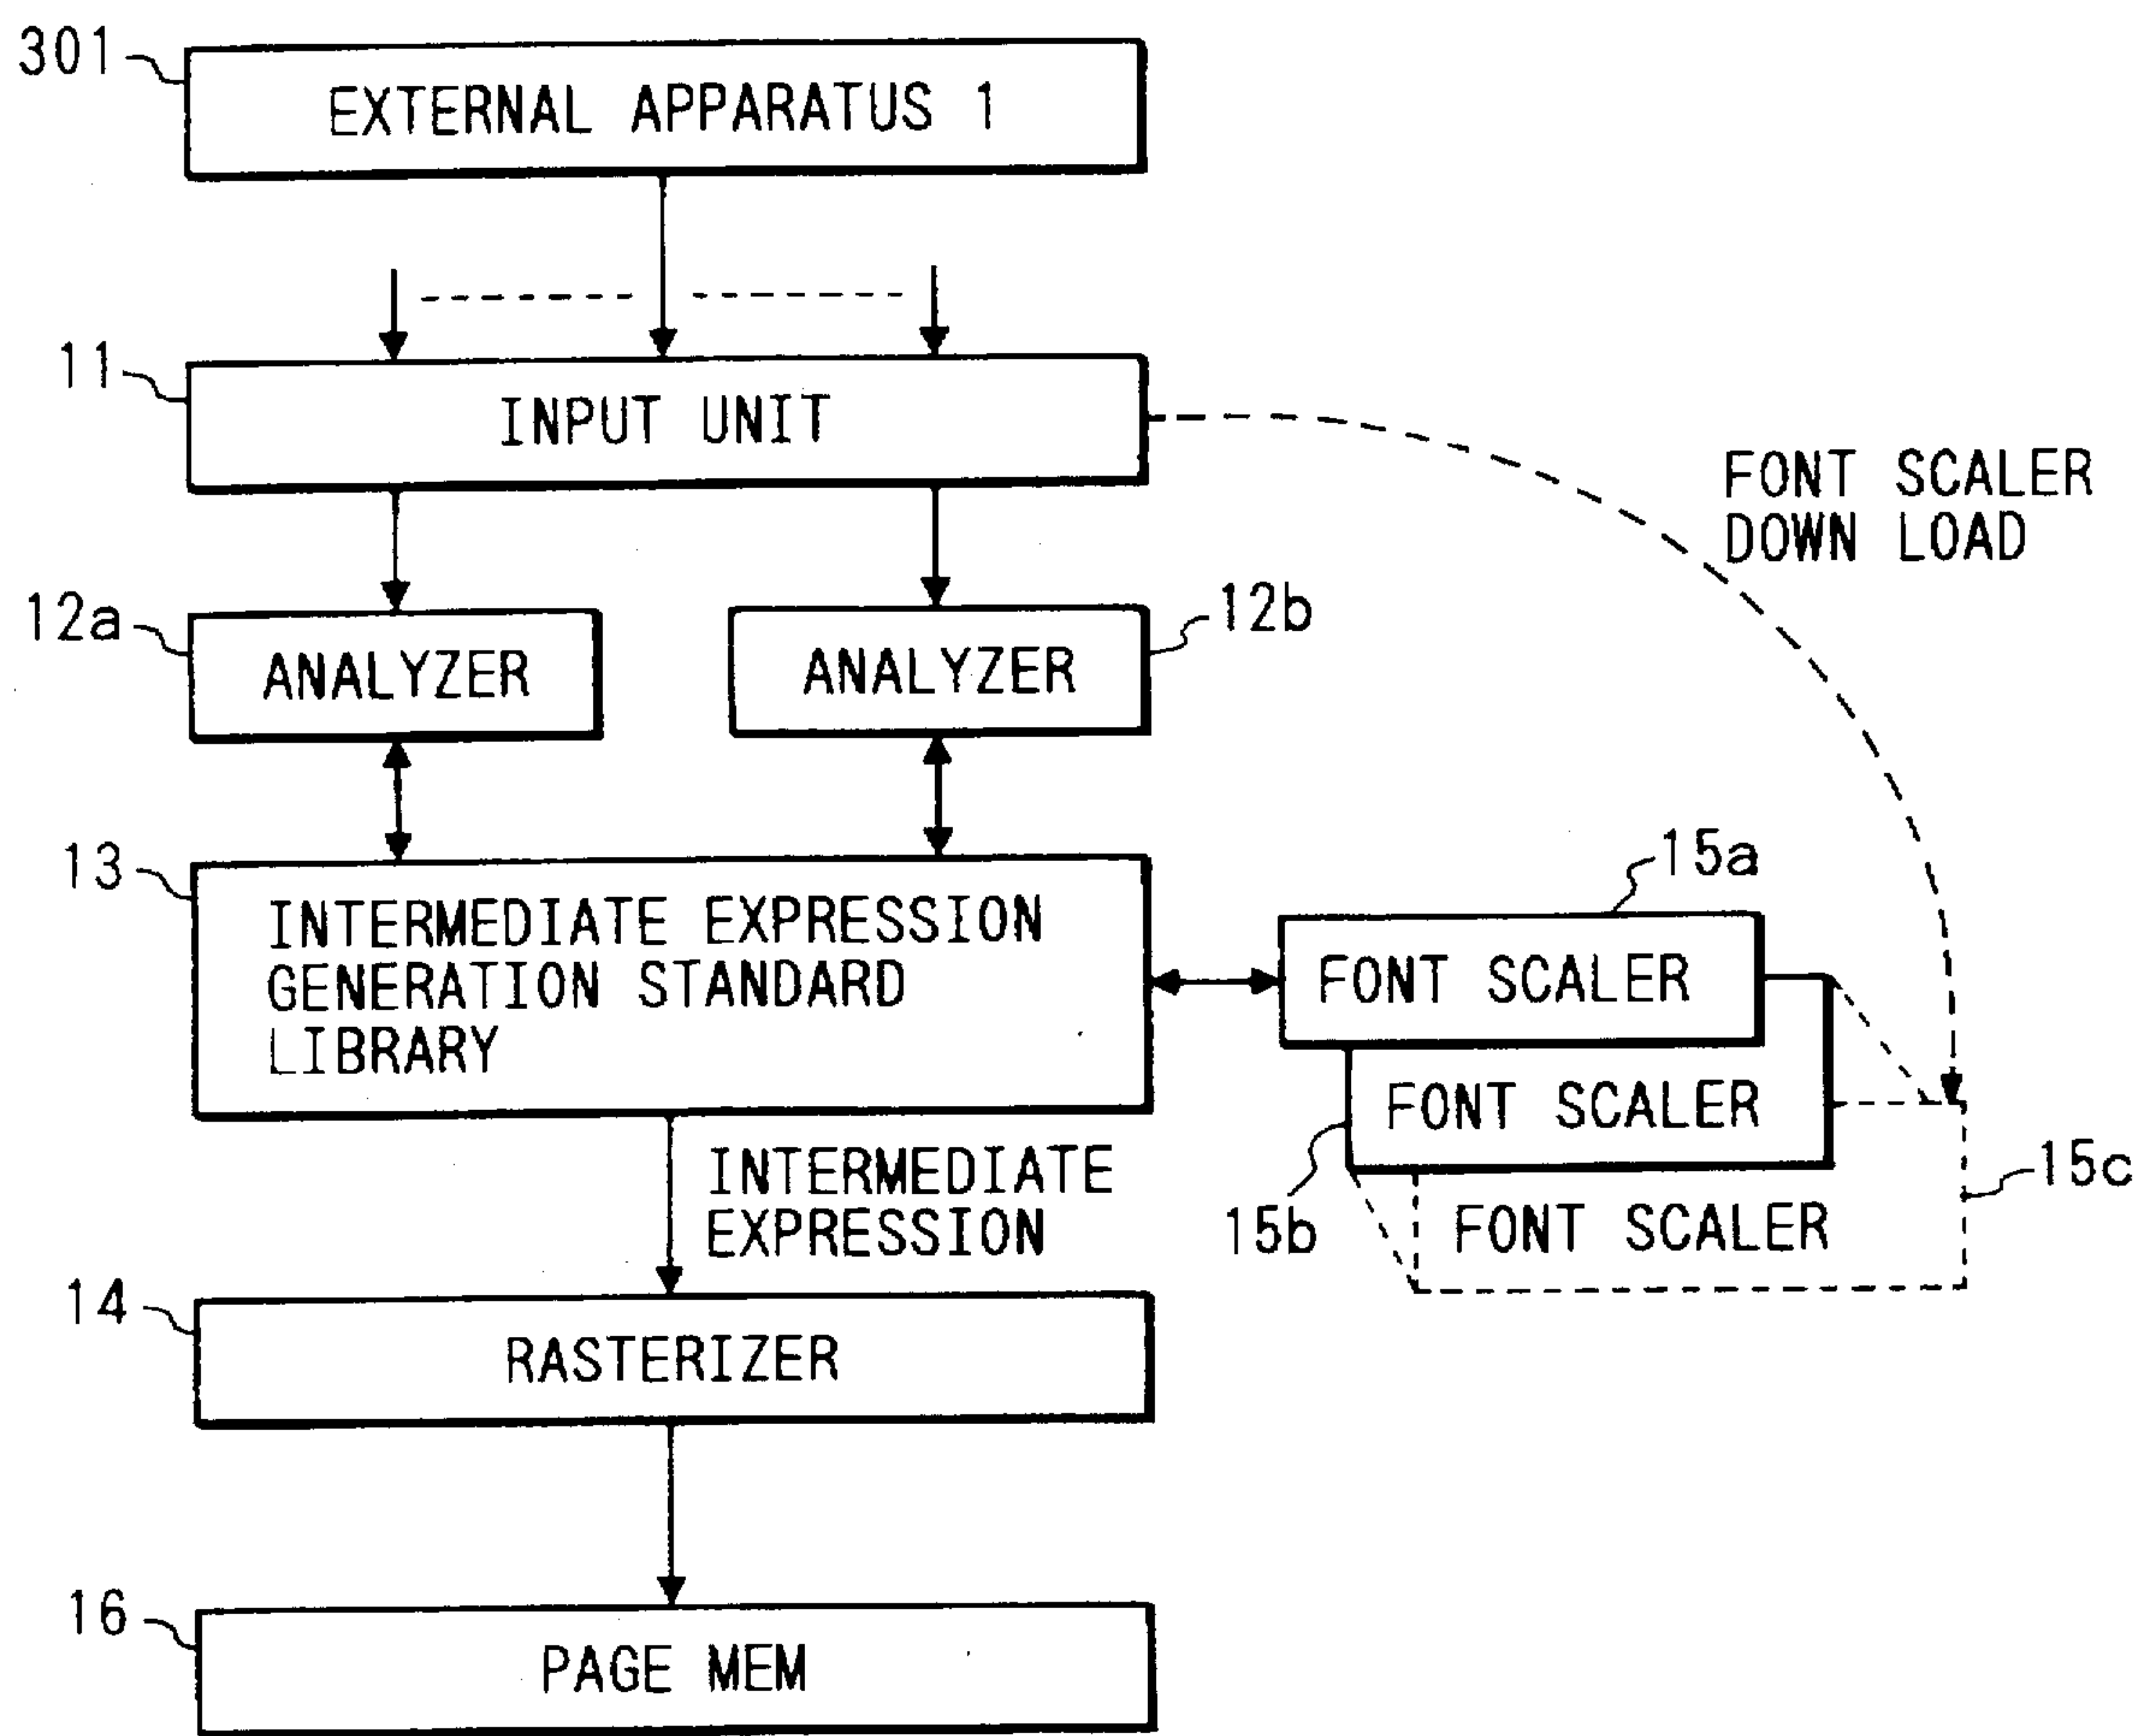 301
EXTERNAL APPARATUS 1
11
INPUT UNIT
FONT SCALER
DOWN LOAD
12a
ANALYZER
12b
ANALYZER
13
INTERMEDIATE EXPRESSION
GENERATION STANDARD
LIBRARY
15a
FONT SCALER
FONT SCALER
15b
15c
FONT SCALER
INTERMEDIATE
EXPRESSION
14
RASTERIZER
16
PAGE MEM